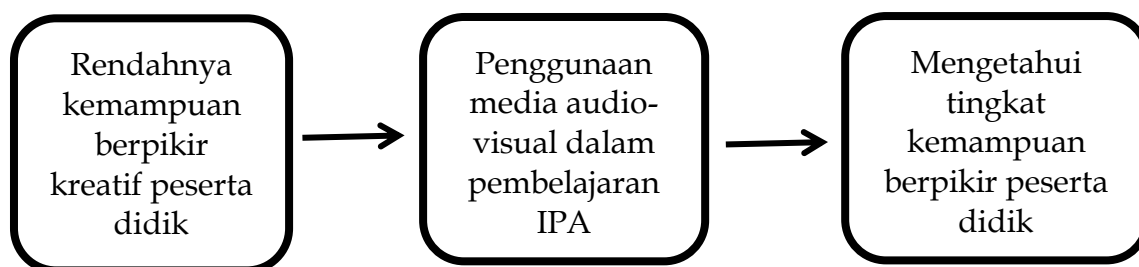 Rendahnya
kemampuan
berpikir
kreatif peserta
didik
Penggunaan
media audio-
visual dalam
pembelajaran
IPA
Mengetahui
tingkat
kemampuan
berpikir peserta
didik